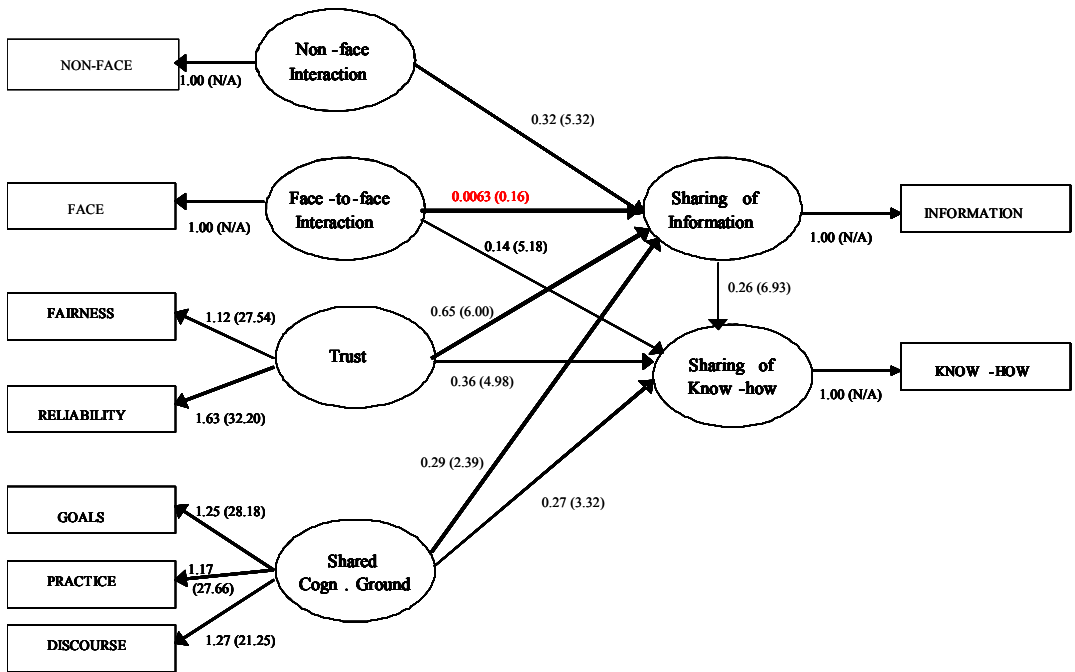 Non -face
Interaction
NON-FACE
1.00 (N/A)
0.32 (5.32)
Face -to-face
Interaction
FACE
1.00 (N/A)
0.0063 (0.16)
Sharing of
Information
INFORMATION
1.00 (N/A)
0.14 (5.18)
0.26 (6.93)
FAIRNESS
1.12 (27.54)
0.65 (6.00)
Trust
0.36 (4.98)
Sharing of
Know -how
KNOW -HOW
1.00 (N/A)
RELIABILITY
1.63 (32.20)
0.29 (2.39)
0.27 (3.32)
GOALS
1.25 (28.18)
Shared
Cogn . Ground
PRACTICE
1.17
(27.66)
DISCOURSE
1.27 (21.25)